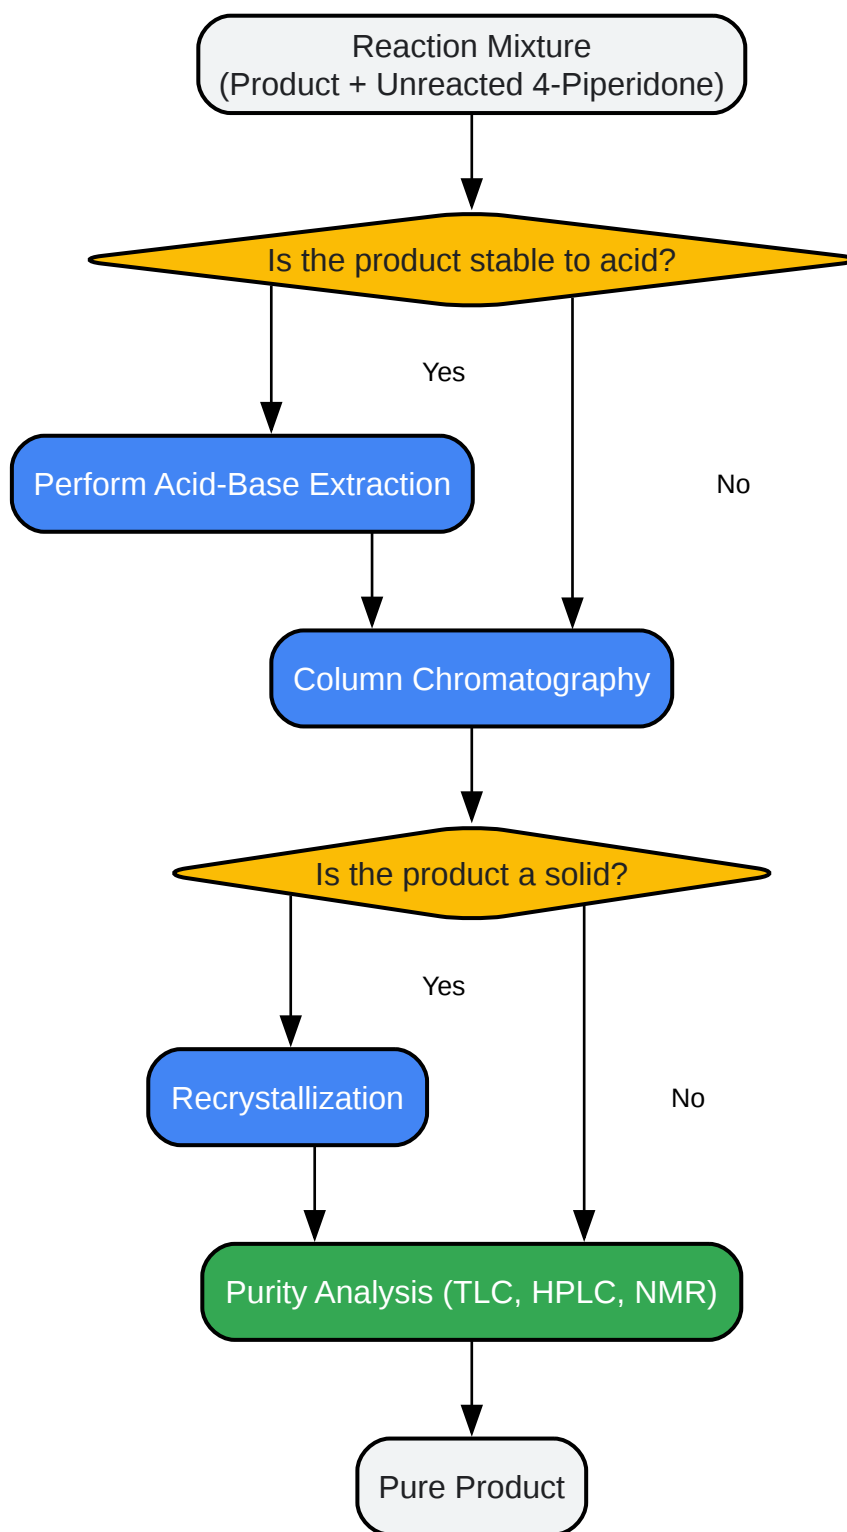 Reaction Mixture
(Product + Unreacted 4-Piperidone)
Is the product stable to acid?
Yes
Perform Acid-Base Extraction
No
Column Chromatography
Is the product a solid?
Yes
Recrystallization
No
Purity Analysis (TLC, HPLC, NMR)
Pure Product